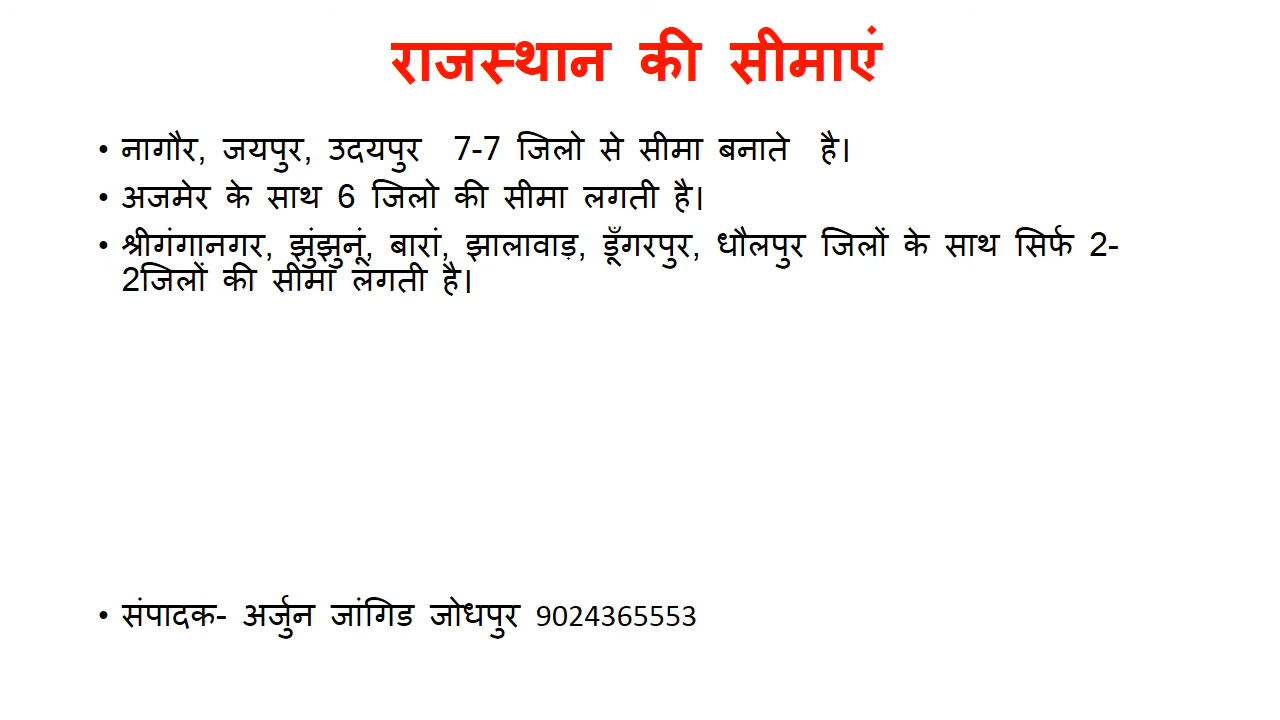 राजस्थान की सीमाएं
• नागौर, जयपुर, उदयपुर 7-7 जिलो से सीमा बनाते है।
• अजमेर के साथ 6 जिलो की सीमा लगती है।
• श्रीगंगानगर, झुंझुनूं, बारां, झालावाड़, डूँगरपुर, धौलपुर जिलों के साथ सिर्फ 2-
2जिलों की सीमा लगती है।
• संपादक- अर्जुन जांगिड जोधपुर 9024365553